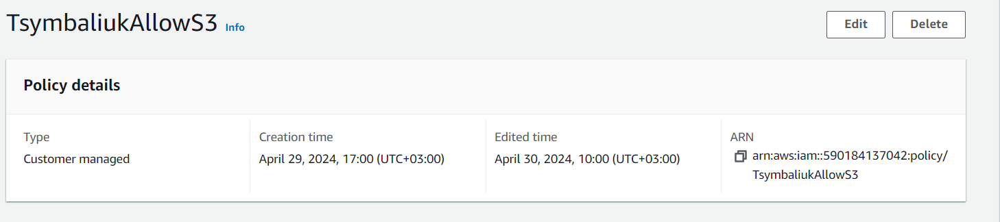 TsymbaliukAllowS3 Info
Edit
Delete
Policy details
Type
Customer managed
Creation time
April 29, 2024, 17:00 (UTC+03:00)
Edited time
April 30, 2024, 10:00 (UTC+03:00)
ARN
arn:aws:iam::590184137042:policy/
TsymbaliukAllowS3